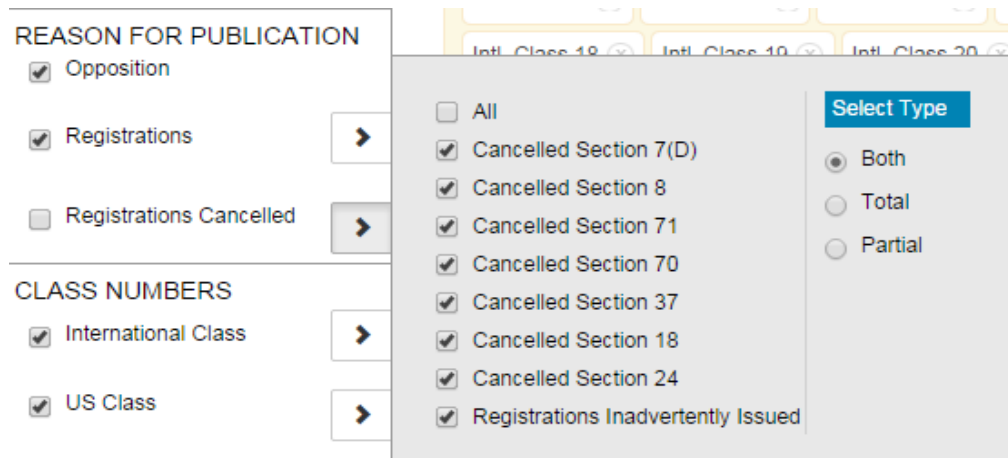 REASON FOR PUBLICATION
Opposition
Registrations
Registrations Cancelled
CLASS NUMBERS
International Class
US Class
Intl. Class 18
Intl. Class 19
Intl. Class 20
All
Cancelled Section 7(D)
Cancelled Section 8
Cancelled Section 71
Cancelled Section 70
Cancelled Section 37
Cancelled Section 18
Cancelled Section 24
Registrations Inadvertently Issued
Select Type
Both
Total
Partial